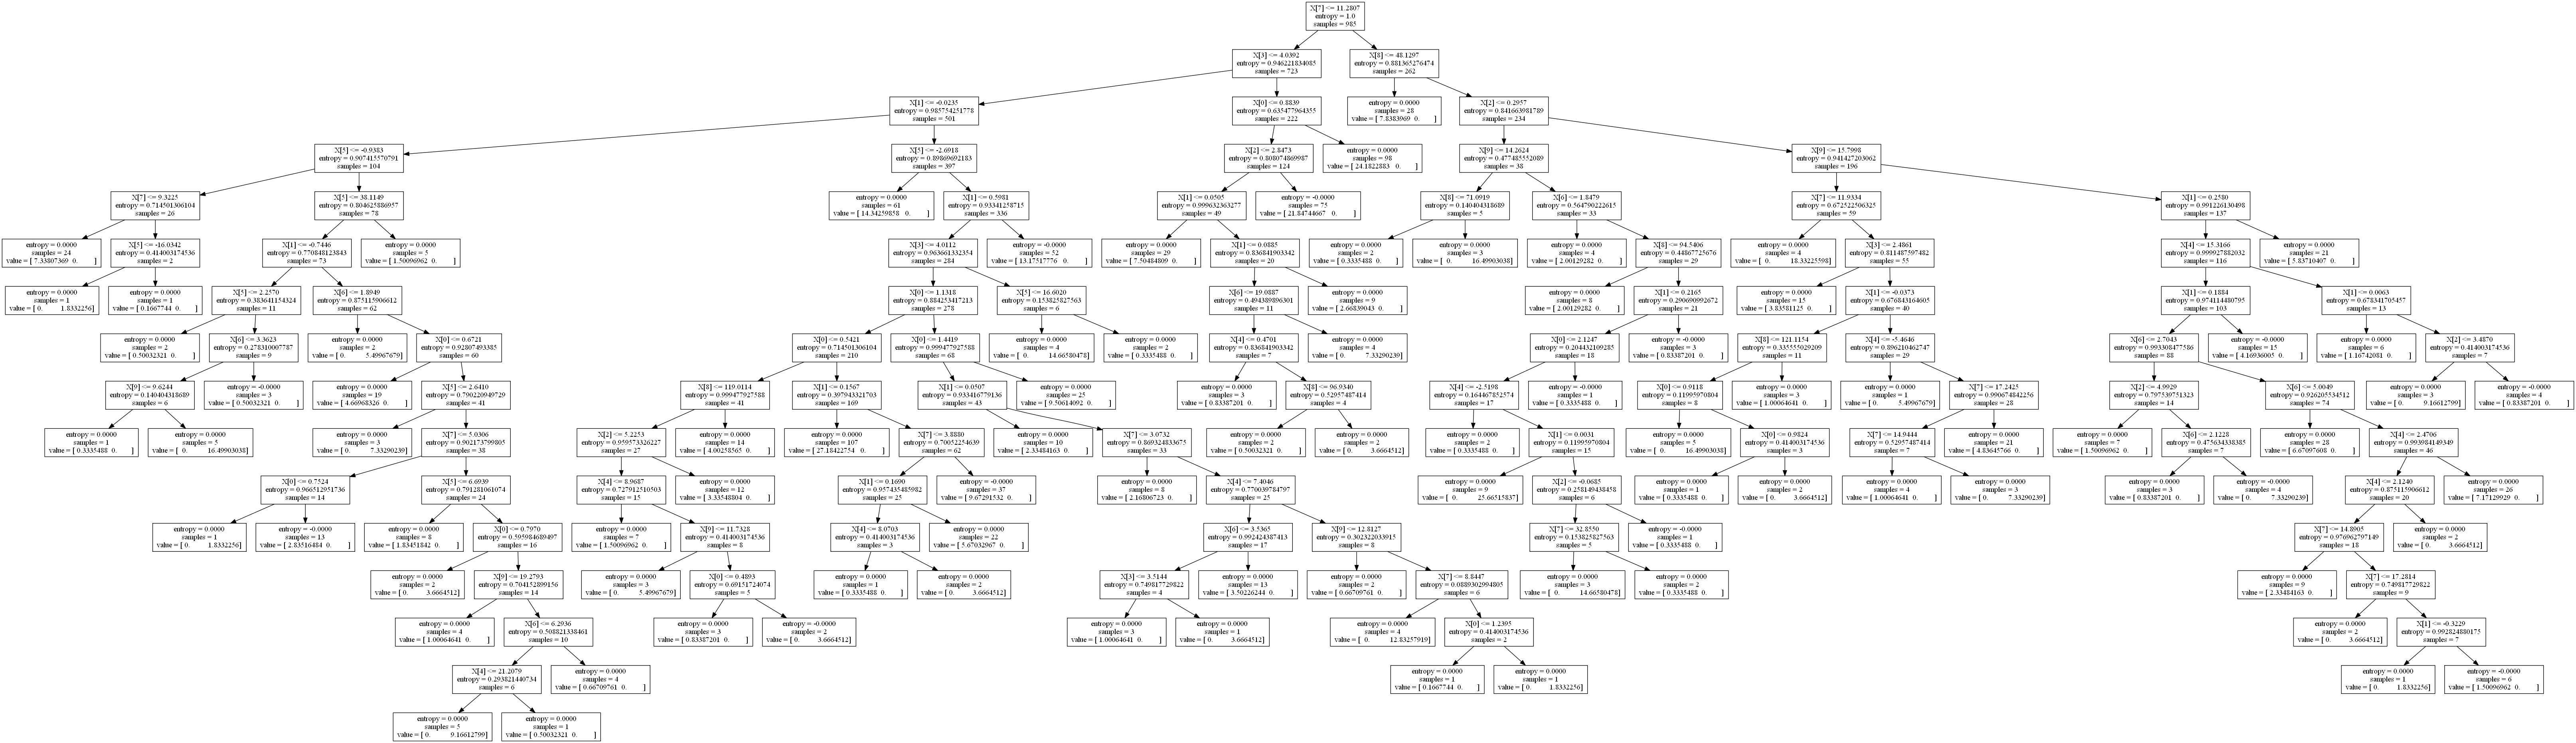 X[7] <= 11.2807
entropy = 1.0
samples = 985
X[3] <= 4.0392
entropy = 0.946221834085
samples = 723
X[8] <= 48.1297
entropy = 0.881365276474
samples = 262
X[1] <= -0.0235
entropy = 0.985754251778
samples = 501
X[0] <= 0.8839
entropy = 0.635477964355
samples = 222
entropy = 0.0000
samples = 28
value = [ 7.8383969 0. ]
X[2] <= 0.2957
entropy = 0.841663981789
samples = 234
X[5] <= -0.9383
entropy = 0.907415570791
samples = 104
X[5] <= -2.6918
entropy = 0.89869692183
samples = 397
X[2] <= 2.8473
entropy = 0.808074869987
samples = 124
entropy = 0.0000
samples = 98
value = [ 24.1822883 0. ]
X[9] <= 14.2624
entropy = 0.477485552089
samples = 38
X[9] <= 15.7998
entropy = 0.941427203062
samples = 196
X[7] <= 9.3225
entropy = 0.714501306104
samples = 26
X[5] <= 38.1149
entropy = 0.804625886957
samples = 78
entropy = 0.0000
samples = 61
value = [ 14.34259858 0. ]
X[1] <= 0.5981
entropy = 0.93341258715
samples = 336
X[1] <= 0.0505
entropy = 0.999632363277
samples = 49
entropy = -0.0000
samples = 75
value = [ 21.84744667 0. ]
X[8] <= 71.0919
entropy = 0.140404318689
samples = 5
X[6] <= 1.8479
entropy = 0.564790222615
samples = 33
X[7] <= 11.9334
entropy = 0.672522506325
samples = 59
X[1] <= 0.2580
entropy = 0.991226130498
samples = 137
entropy = 0.0000
samples = 24
value = [ 7.33807369 0. ]
X[5] <= -16.0342
entropy = 0.414003174536
samples = 2
X[1] <= -0.7446
entropy = 0.770848123843
samples = 73
entropy = 0.0000
samples = 5
value = [ 1.50096962 0. ]
X[3] <= 4.0112
entropy = 0.963661332354
samples = 284
entropy = -0.0000
samples = 52
value = [ 13.17517776 0. ]
entropy = 0.0000
samples = 29
value = [ 7.50484809 0. ]
X[1] <= 0.0885
entropy = 0.836841903342
samples = 20
entropy = 0.0000
samples = 2
value = [ 0.3335488 0. ]
entropy = 0.0000
samples = 3
value = [ 0. 16.49903038]
entropy = 0.0000
samples = 4
value = [ 2.00129282 0. ]
X[8] <= 94.5406
entropy = 0.44867725676
samples = 29
entropy = 0.0000
samples = 4
value = [ 0. 18.33225598]
X[3] <= 2.4861
entropy = 0.811487597482
samples = 55
X[4] <= 15.3166
entropy = 0.999927882032
samples = 116
entropy = 0.0000
samples = 21
value = [ 5.83710407 0. ]
entropy = 0.0000
samples = 1
value = [ 0. 1.8332256]
entropy = 0.0000
samples = 1
value = [ 0.1667744 0. ]
X[5] <= 2.2570
entropy = 0.383641154324
samples = 11
X[6] <= 1.8949
entropy = 0.875115906612
samples = 62
X[0] <= 1.1318
entropy = 0.884253417213
samples = 278
X[5] <= 16.6020
entropy = 0.153825827563
samples = 6
X[6] <= 19.0887
entropy = 0.494389896301
samples = 11
entropy = 0.0000
samples = 9
value = [ 2.66839043 0. ]
entropy = 0.0000
samples = 8
value = [ 2.00129282 0. ]
X[1] <= 0.2165
entropy = 0.290690992672
samples = 21
entropy = 0.0000
samples = 15
value = [ 3.83581125 0. ]
X[1] <= -0.0373
entropy = 0.676843164605
samples = 40
X[1] <= 0.1884
entropy = 0.974114480795
samples = 103
X[1] <= 0.0063
entropy = 0.67834170545​7
samples = 13
entropy = 0.0000
samples = 2
value = [ 0.50032321 0. ]
X[6] <= 3.3623
entropy = 0.278310007787
samples = 9
entropy = 0.0000
samples = 2
value = [ 0. 5.49967679]
X[0] <= 0.6721
entropy = 0.92807493385
samples = 60
X[0] <= 0.5421
entropy = 0.714501306104
samples = 210
X[0] <= 1.4419
entropy = 0.999477927588
samples = 68
entropy = 0.0000
samples = 4
value = [ 0. 14.66580478]
entropy = 0.0000
samples = 2
value = [ 0.3335488 0. ]
X[4] <= 0.4701
entropy = 0.836841903342
samples = 7
entropy = 0.0000
samples = 4
value = [ 0. 7.33290239]
X[0] <= 2.1247
entropy = 0.204432109285
samples = 18
entropy = -0.0000
samples = 3
value = [ 0.83387201 0. ]
X[8] <= 121.1154
entropy = 0.335555029209
samples = 11
X[4] <= -5.4646
entropy = 0.896210462747
samples = 29
X[6] <= 2.7043
entropy = 0.993308477586
samples = 88
entropy = -0.0000
samples = 15
value = [ 4.16936005 0. ]
entropy = 0.0000
samples = 6
value = [ 1.16742081 0. ]
X[2] <= 3.4870
entropy = 0.414003174536
samples = 7
X[9] <= 9.6244
entropy = 0.140404318689
samples = 6
entropy = -0.0000
samples = 3
value = [ 0.50032321 0. ]
entropy = 0.0000
samples = 19
value = [ 4.66968326 0. ]
X[5] <= 2.6410
entropy = 0.790220949729
samples = 41
X[8] <= 119.0114
entropy = 0.999477927588
samples = 41
X[1] <= 0.1567
entropy = 0.397943321703
samples = 169
X[1] <= 0.0507
entropy = 0.933416779136
samples = 43
entropy = 0.0000
samples = 25
value = [ 9.50614092 0. ]
entropy = 0.0000
samples = 3
value = [ 0.83387201 0. ]
X[8] <= 96.9340
entropy = 0.52957487414
samples = 4
X[4] <= -2.5198
entropy = 0.164467852574
samples = 17
entropy = -0.0000
samples = 1
value = [ 0.3335488 0. ]
X[0] <= 0.9118
entropy = 0.11995970804
samples = 8
entropy = 0.0000
samples = 3
value = [ 1.00064641 0. ]
entropy = 0.0000
samples = 1
value = [ 0. 5.49967679]
X[7] <= 17.2425
entropy = 0.990674842256
samples = 28
X[2] <= 4.9929
entropy = 0.797539751323
samples = 14
X[6] <= 5.0049
entropy = 0.926205534512
samples = 74
entropy = 0.0000
samples = 3
value = [ 0. 9.16612799]
entropy = -0.0000
samples = 4
value = [ 0.83387201 0. ]
entropy = 0.0000
samples = 1
value = [ 0.3335488 0. ]
entropy = 0.0000
samples = 5
value = [ 0. 16.49903038]
entropy = 0.0000
samples = 3
value = [ 0. 7.33290239]
X[7] <= 5.0306
entropy = 0.902173799805
samples = 38
X[2] <= 5.2253
entropy = 0.959573326227
samples = 27
entropy = 0.0000
samples = 14
value = [ 4.00258565 0. ]
entropy = 0.0000
samples = 107
value = [ 27.18422754 0. ]
X[7] <= 3.8880
entropy = 0.70052254639
samples = 62
entropy = 0.0000
samples = 10
value = [ 2.33484163 0. ]
X[7] <= 3.0732
entropy = 0.869324833675
samples = 33
entropy = 0.0000
samples = 2
value = [ 0.50032321 0. ]
entropy = 0.0000
samples = 2
value = [ 0. 3.6664512]
entropy = 0.0000
samples = 2
value = [ 0.3335488 0. ]
X[1] <= 0.0031
entropy = 0.11995970804
samples = 15
entropy = 0.0000
samples = 5
value = [ 0. 16.49903038]
X[0] <= 0.9824
entropy = 0.414003174536
samples = 3
X[7] <= 14.9444
entropy = 0.52957487414
samples = 7
entropy = 0.0000
samples = 21
value = [ 4.83645766 0. ]
entropy = 0.0000
samples = 7
value = [ 1.50096962 0. ]
X[6] <= 2.1228
entropy = 0.475634338385
samples = 7
entropy = 0.0000
samples = 28
value = [ 6.67097608 0. ]
X[4] <= 2.4706
entropy = 0.993984149349
samples = 46
X[0] <= 0.7524
entropy = 0.966512951736
samples = 14
X[5] <= 6.6939
entropy = 0.791281061074
samples = 24
X[4] <= 8.9687
entropy = 0.727912510503
samples = 15
entropy = 0.0000
samples = 12
value = [ 3.33548804 0. ]
X[1] <= 0.1690
entropy = 0.957435485982
samples = 25
entropy = -0.0000
samples = 37
value = [ 9.67291532 0. ]
entropy = 0.0000
samples = 8
value = [ 2.16806723 0. ]
X[4] <= 7.4046
entropy = 0.770039784797
samples = 25
entropy = 0.0000
samples = 9
value = [ 0. 25.66515837]
X[2] <= -0.0685
entropy = 0.258149438458
samples = 6
entropy = 0.0000
samples = 1
value = [ 0.3335488 0. ]
entropy = 0.0000
samples = 2
value = [ 0. 3.6664512]
entropy = 0.0000
samples = 4
value = [ 1.00064641 0. ]
entropy = 0.0000
samples = 3
value = [ 0. 7.33290239]
entropy = 0.0000
samples = 3
value = [ 0.83387201 0. ]
entropy = -0.0000
samples = 4
value = [ 0. 7.33290239]
X[4] <= 2.1240
entropy = 0.875115906612
samples = 20
entropy = 0.0000
samples = 26
value = [ 7.17129929 0. ]
entropy = 0.0000
samples = 1
value = [ 0. 1.8332256]
entropy = -0.0000
samples = 13
value = [ 2.83516484 0. ]
entropy = 0.0000
samples = 8
value = [ 1.83451842 0. ]
X[0] <= 0.7970
entropy = 0.595984689497
samples = 16
entropy = 0.0000
samples = 7
value = [ 1.50096962 0. ]
X[9] <= 11.7328
entropy = 0.414003174536
samples = 8
X[4] <= 8.0703
entropy = 0.414003174536
samples = 3
entropy = 0.0000
samples = 22
value = [ 5.67032967 0. ]
X[6] <= 3.5365
entropy = 0.992424387413
samples = 17
X[9] <= 12.8127
entropy = 0.302322033915
samples = 8
X[7] <= 32.8550
entropy = 0.153825827563
samples = 5
entropy = -0.0000
samples = 1
value = [ 0.3335488 0. ]
X[7] <= 14.8905
entropy = 0.976962797149
samples = 18
entropy = 0.0000
samples = 2
value = [ 0. 3.6664512]
entropy = 0.0000
samples = 2
value = [ 0. 3.6664512]
X[9] <= 19.2793
entropy = 0.704152899156
samples = 14
entropy = 0.0000
samples = 3
value = [ 0. 5.49967679]
X[0] <= 0.4893
entropy = 0.69151724074
samples = 5
entropy = 0.0000
samples = 1
value = [ 0.3335488 0. ]
entropy = 0.0000
samples = 2
value = [ 0. 3.6664512]
X[3] <= 3.5144
entropy = 0.749817729822
samples = 4
entropy = 0.0000
samples = 13
value = [ 3.50226244 0. ]
entropy = 0.0000
samples = 2
value = [ 0.66709761 0. ]
X[7] <= 8.8447
entropy = 0.0889302994805
samples = 6
entropy = 0.0000
samples = 3
value = [ 0. 14.66580478]
entropy = 0.0000
samples = 2
value = [ 0.3335488 0. ]
entropy = 0.0000
samples = 9
value = [ 2.33484163 0. ]
X[7] <= 17.2814
entropy = 0.749817729822
samples = 9
entropy = 0.0000
samples = 4
value = [ 1.00064641 0. ]
X[6] <= 6.2936
entropy = 0.508821338461
samples = 10
entropy = 0.0000
samples = 3
value = [ 0.83387201 0. ]
entropy = -0.0000
samples = 2
value = [ 0. 3.6664512]
entropy = 0.0000
samples = 3
value = [ 1.00064641 0. ]
entropy = 0.0000
samples = 1
value = [ 0. 3.6664512]
entropy = 0.0000
samples = 4
value = [ 0. 12.83257919]
X[0] <= 1.2395
entropy = 0.414003174536
samples = 2
entropy = 0.0000
samples = 2
value = [ 0. 3.6664512]
X[1] <= -0.3229
entropy = 0.992824880175
samples = 7
X[4] <= 21.2079
entropy = 0.293821440734
samples = 6
entropy = 0.0000
samples = 4
value = [ 0.66709761 0. ]
entropy = 0.0000
samples = 1
value = [ 0.1667744 0. ]
entropy = 0.0000
samples = 1
value = [ 0. 1.8332256]
entropy = 0.0000
samples = 1
value = [ 0. 1.8332256]
entropy = -0.0000
samples = 6
value = [ 1.50096962 0. ]
entropy = 0.0000
samples = 5
value = [ 0. 9.16612799]
entropy = 0.0000
samples = 1
value = [ 0.50032321 0. ]